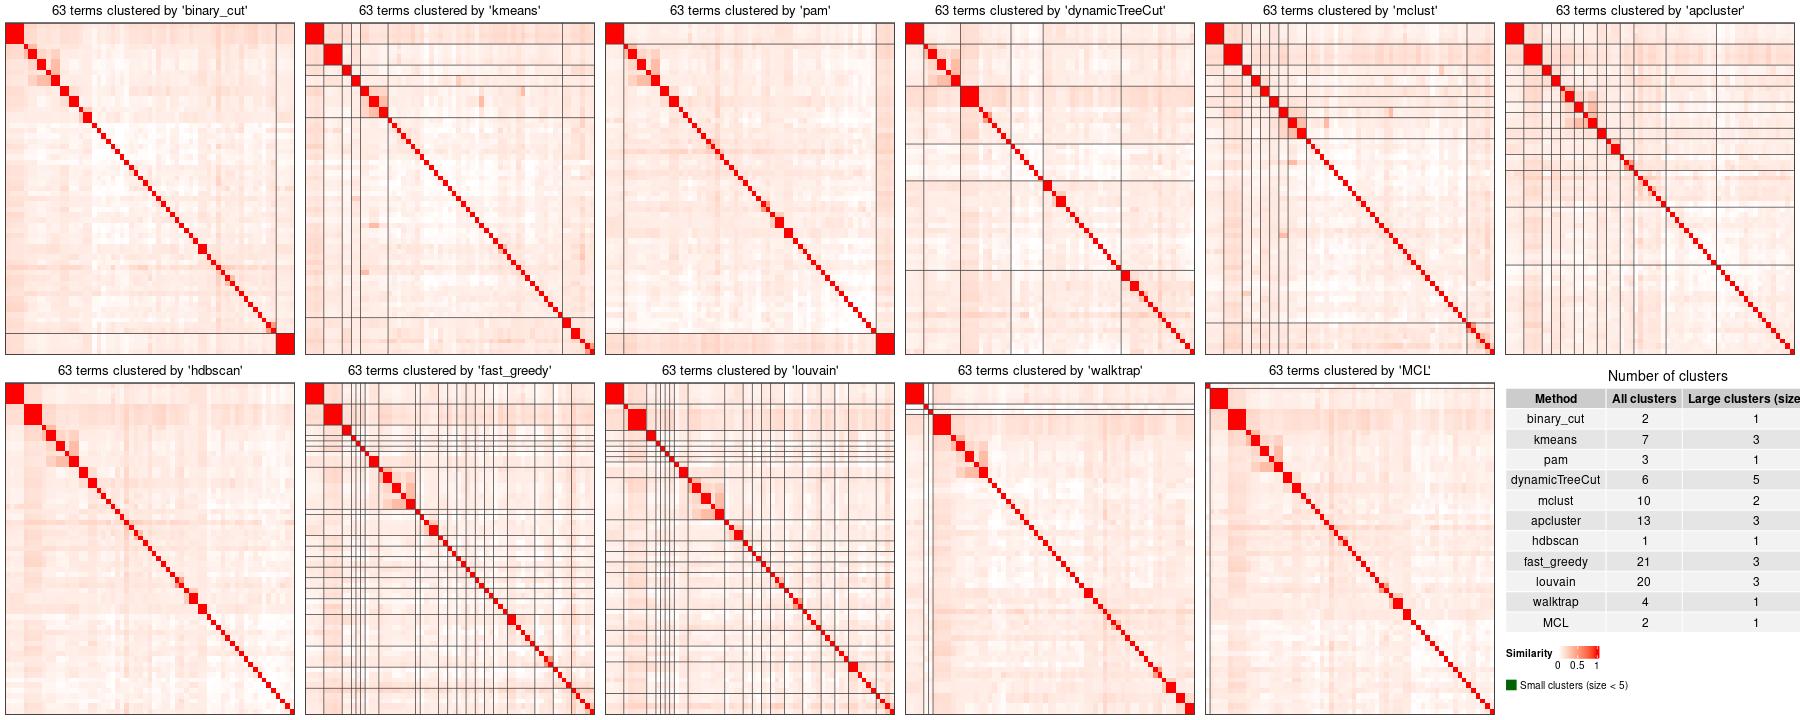 63 terms clustered by 'binary_cut'
63 terms clustered by 'kmeans'
63 terms clustered by 'pam'
63 terms clustered by 'dynamicTreeCut'
63 terms clustered by 'mclust'
63 terms clustered by 'apcluster'
63 terms clustered by 'hdbscan'
63 terms clustered by 'fast_greedy'
63 terms clustered by 'louvain'
63 terms clustered by 'walktrap'
63 terms clustered by 'MCL'
Number of clusters
Method All clusters Large clusters (size
binary_cut 2 1
kmeans 7 3
pam 3 1
dynamicTreeCut 6 5
mclust 10 2
apcluster 13 3
hdbscan 1 1
fast_greedy 21 3
louvain 20 3
walktrap 4 1
MCL 2 1
Similarity
0 0.5 1
Small clusters (size < 5)